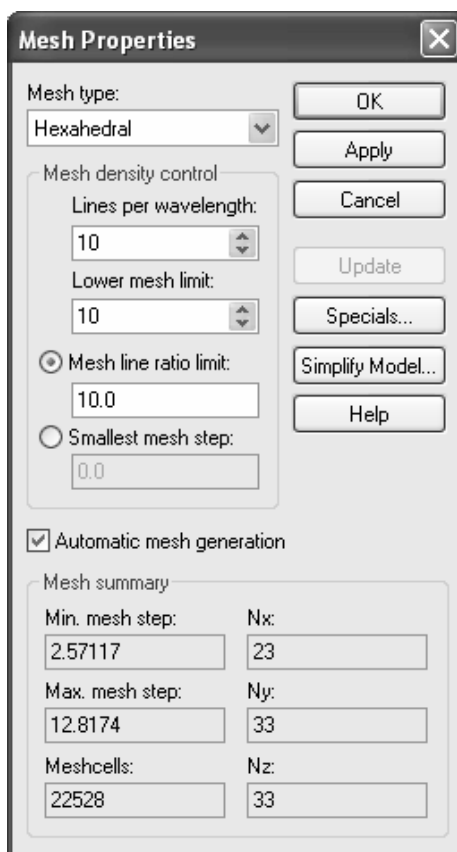 Mesh Properties
Mesh type:
Hexahedral
OK
Apply
Cancel
Update
Specials...
Simplify Model...
Help
Mesh density control
Lines per wavelength:
10
Lower mesh limit:
10
Mesh line ratio limit:
10.0
Smallest mesh step:
0.0
Automatic mesh generation
Mesh summary
Min. mesh step:
2.57117
Nx:
23
Max. mesh step:
12.8174
Ny:
33
Meshcells:
22528
Nz:
33